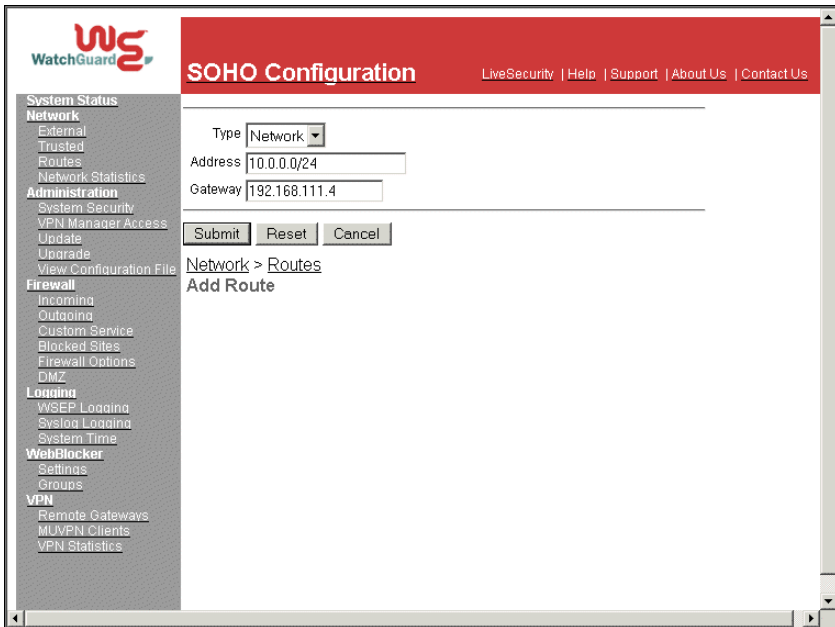 WatchGuard
SOHO Configuration
LiveSecurity | Help | Support | About Us | Contact Us
System Status
Network
External
Trusted
Routes
Network Statistics
Administration
System Security
VPN Manager Access
Update
Upgrade
View Configuration File
Firewall
Incoming
Outgoing
Custom Service
Blocked Sites
Firewall Options
DMZ
Logging
WSEP Logging
Syslog Logging
System Time
WebBlocker
Settings
Groups
VPN
Remote Gateways
MUVPN Clients
VPN Statistics
Type Network
Address 10.0.0.0/24
Gateway 192.168.111.4
Submit Reset Cancel
Network > Routes
Add Route